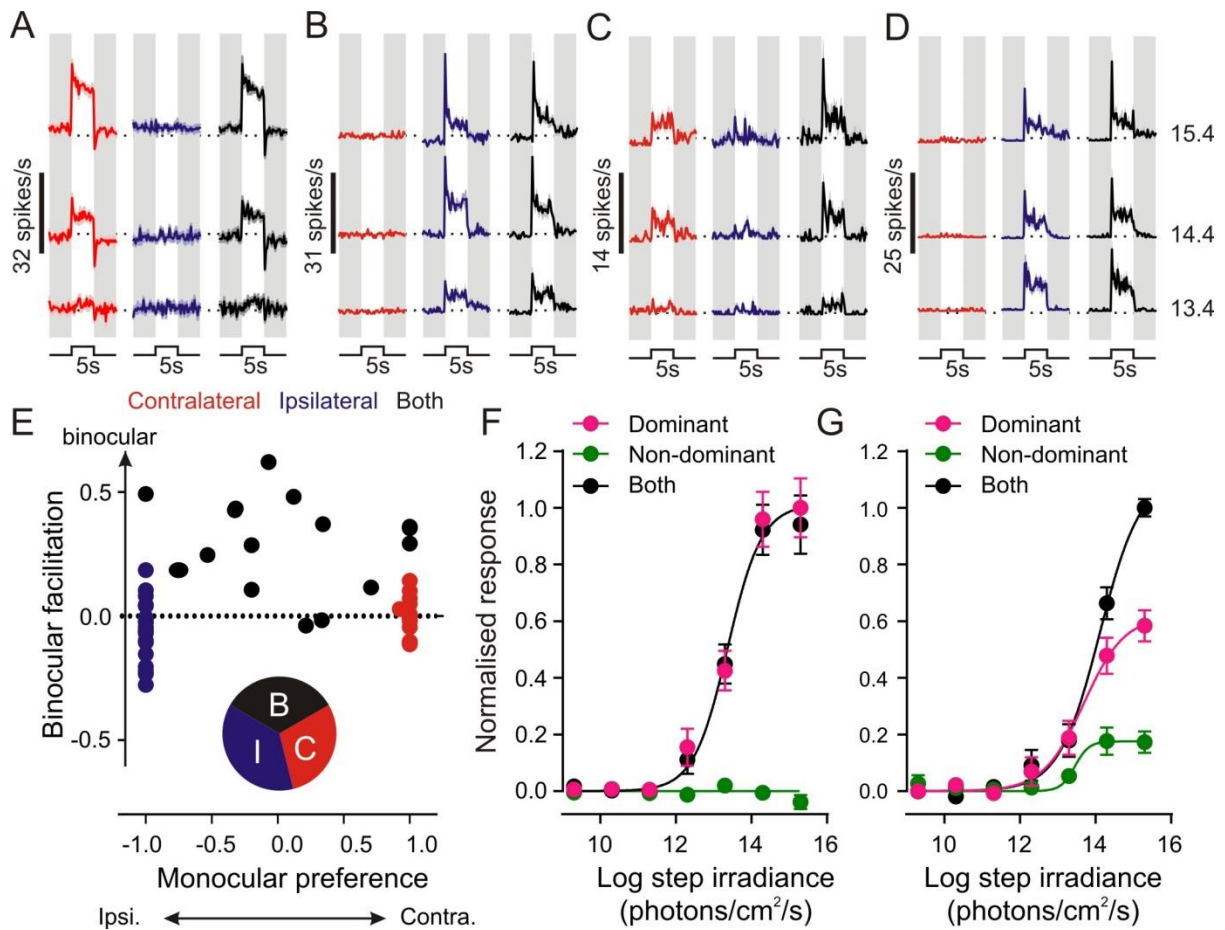 A
B
C
D
32 spikes/s
31 spikes/s
14 spikes/s
25 spikes/s
15.4
14.4
13.4
5s 5s 5s
5s 5s 5s
5s 5s 5s
5s 5s 5s
Contralateral Ipsilateral Both
E
binocular
Binocular facilitation
0.5
0.0
-0.5
B
I
C
-1.0 -0.5 0.0 0.5 1.0
Monocular preference
Ipsi. Contra.
F
Dominant
Non-dominant
Both
Normalised response
1.2
1.0
0.8
0.6
0.4
0.2
0.0
10 12 14 16
Log step irradiance
(photons/cm²/s)
G
Dominant
Non-dominant
Both
1.2
1.0
0.8
0.6
0.4
0.2
0.0
10 12 14 16
Log step irradiance
(photons/cm²/s)